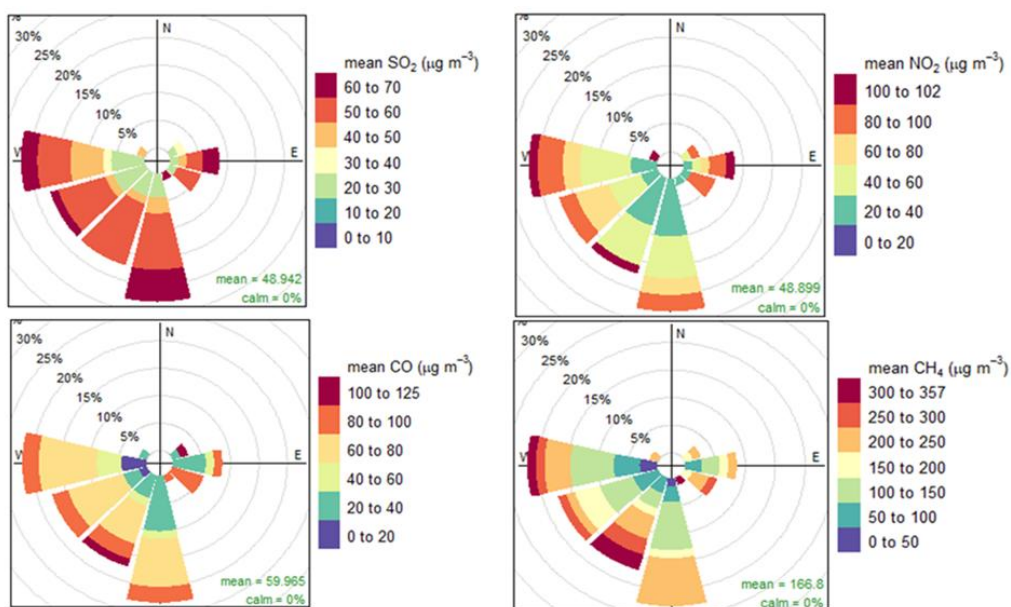 %
30%
25%
20%
15%
10%
5%
N
W
E
mean = 48.942
calm = 0%
mean SO₂ (μg m⁻³)
60 to 70
50 to 60
40 to 50
30 to 40
20 to 30
10 to 20
0 to 10
%
30%
25%
20%
15%
10%
5%
N
W
E
mean = 48.899
calm = 0%
mean NO₂ (μg m⁻³)
100 to 102
80 to 100
60 to 80
40 to 60
20 to 40
0 to 20
%
30%
25%
20%
15%
10%
5%
N
W
E
mean = 59.965
calm = 0%
mean CO (μg m⁻³)
100 to 125
80 to 100
60 to 80
40 to 60
20 to 40
0 to 20
%
30%
25%
20%
15%
10%
5%
N
W
E
mean = 166.8
calm = 0%
mean CH₄ (μg m⁻³)
300 to 357
250 to 300
200 to 250
150 to 200
100 to 150
50 to 100
0 to 50